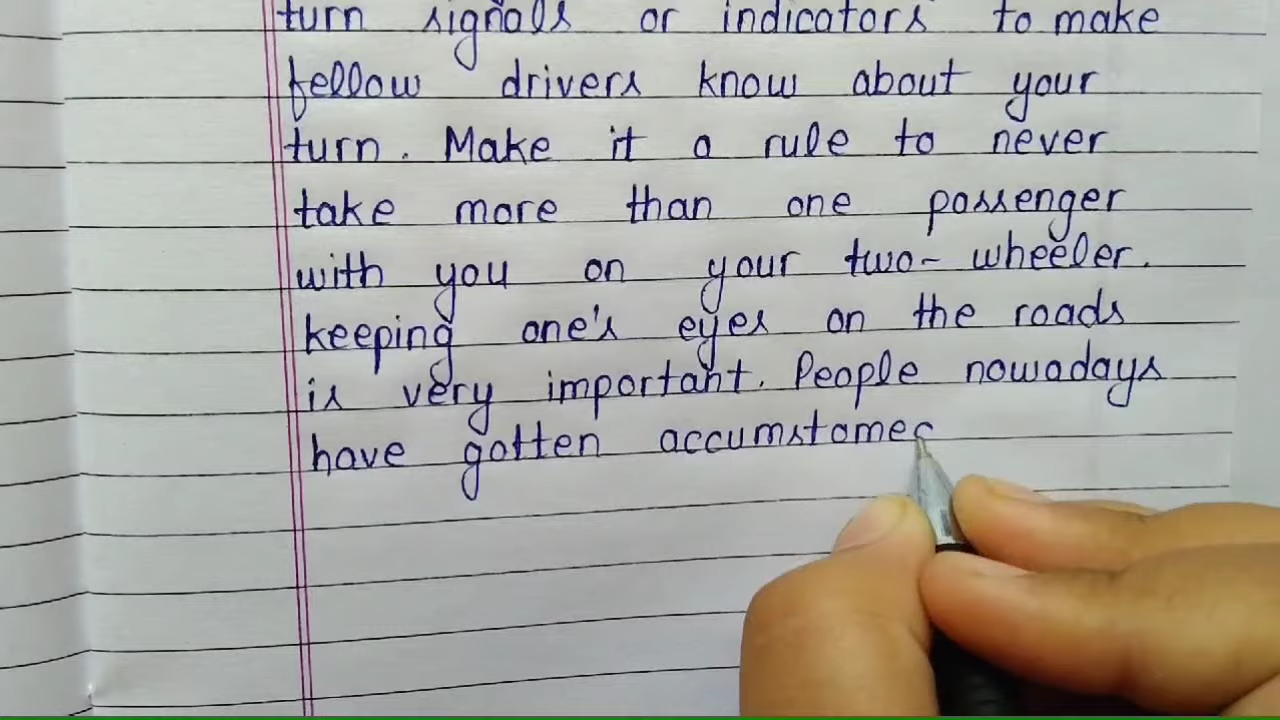 turn signals or indicators to make
fellow drivers know about your
turn. Make it a rule to never
take more than one passenger
with you on your two-wheeler.
keeping one's eyes on the roads
is very important. People nowadays
have gotten accumstomec